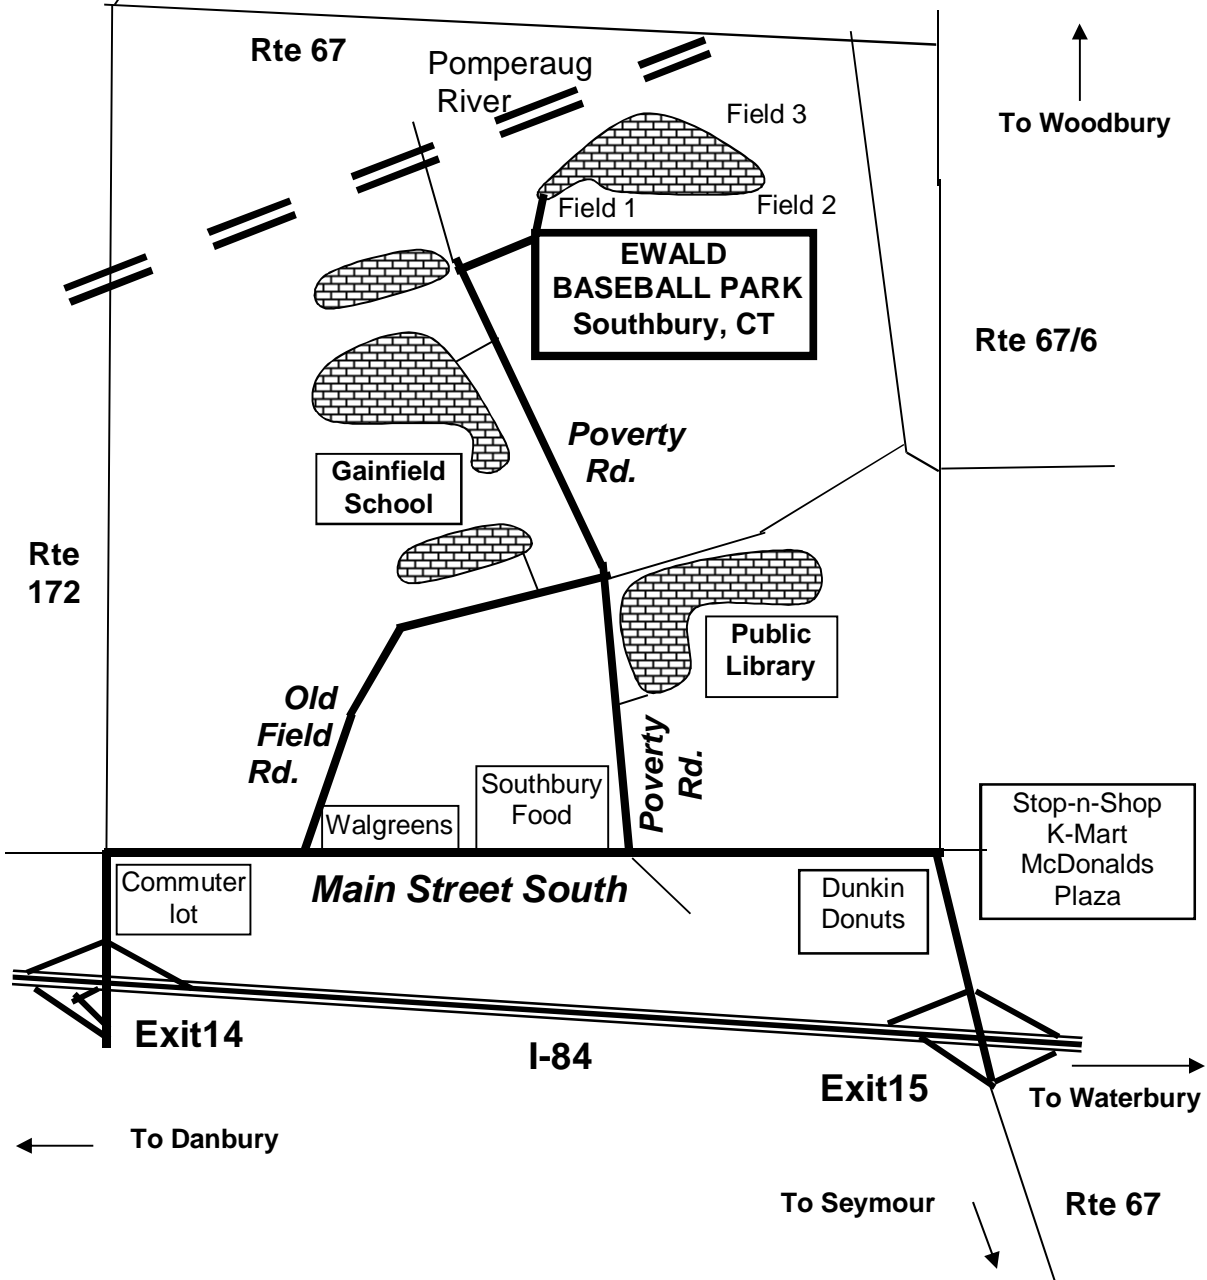 Rte 67
Pomperaug
River
Field 3
To Woodbury
Field 1
Field 2
EWALD
BASEBALL PARK
Southbury, CT
Rte 67/6
Poverty
Rd.
Gainfield
School
Rte
172
Public
Library
Old
Field
Rd.
Poverty
Rd.
Southbury
Food
Walgreens
Stop-n-Shop
K-Mart
McDonalds
Plaza
Commuter
lot
Main Street South
Dunkin
Donuts
Exit14
I-84
Exit15
To Waterbury
To Danbury
To Seymour
Rte 67